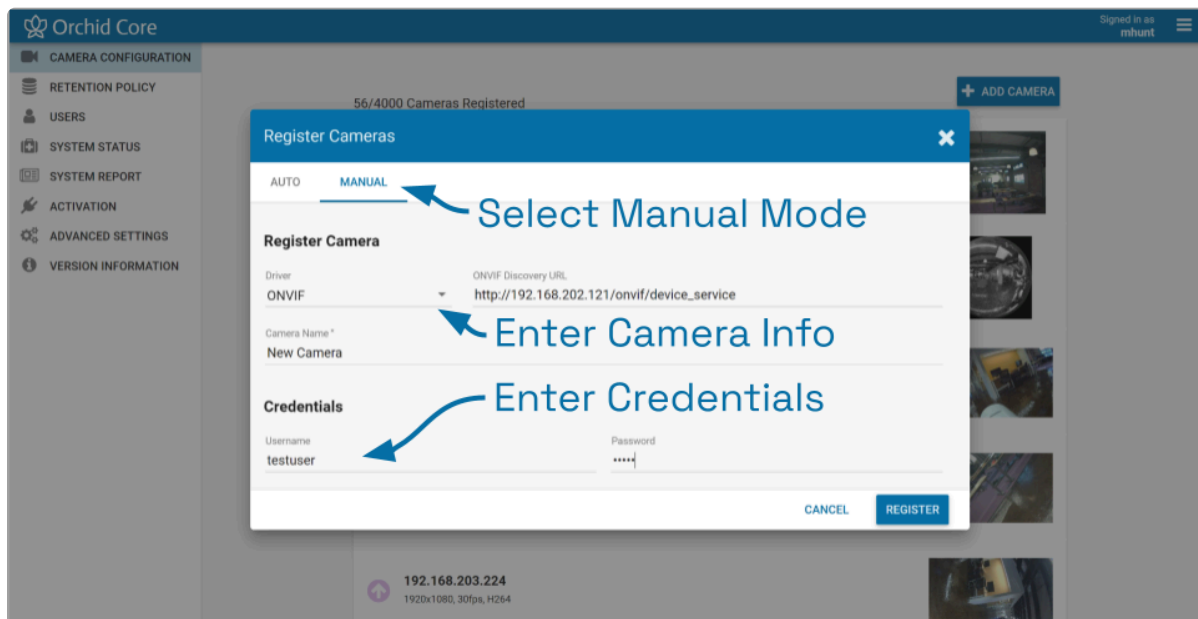 Orchid Core
Signed in as
mhunt
CAMERA CONFIGURATION
RETENTION POLICY
USERS
SYSTEM STATUS
SYSTEM REPORT
ACTIVATION
ADVANCED SETTINGS
VERSION INFORMATION
56/4000 Cameras Registered
ADD CAMERA
Register Cameras
AUTO MANUAL
Select Manual Mode
Register Camera
Driver ONVIF Discovery URL
ONVIF http://192.168.202.121/onvif/device_service
Enter Camera Info
Camera Name *
New Camera
Enter Credentials
Credentials
Username Password
testuser •••••
CANCEL REGISTER
192.168.203.224
1920x1080, 30fps, H264